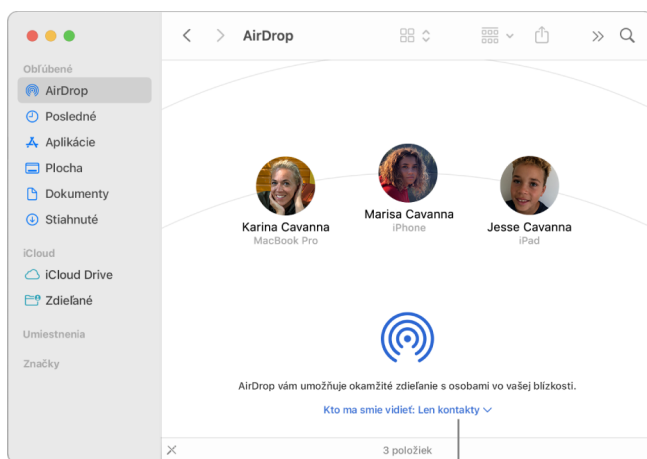 AirDrop
Obľúbené
AirDrop
Posledné
Aplikácie
Plocha
Dokumenty
Stiahnuté
iCloud
iCloud Drive
Zdieľané
Umiestnenia
Značky
Karina Cavanna
MacBook Pro
Marisa Cavanna
iPhone
Jesse Cavanna
iPad
AirDrop vám umožňuje okamžité zdieľanie s osobami vo vašej blízkosti.
Kto ma smie vidieť: Len kontakty
3 položiek